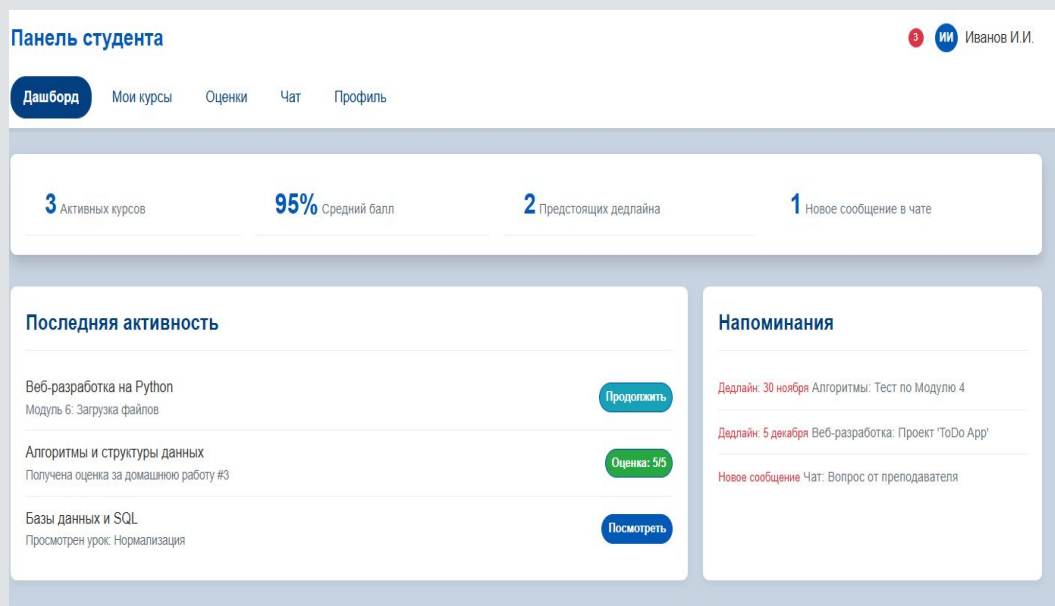 Панель студента
3 ИИ Иванов И.И.
Дашборд Мои курсы Оценки Чат Профиль
3 Активных курсов 95% Средний балл 2 Предстоящих дедлайна 1 Новое сообщение в чате
Последняя активность
Веб-разработка на Python
Модуль 6: Загрузка файлов
Продолжить
Алгоритмы и структуры данных
Получена оценка за домашнюю работу #3
Оценка: 5/5
Базы данных и SQL
Просмотрен урок: Нормализация
Посмотреть
Напоминания
Дедлайн: 30 ноября Алгоритмы: Тест по Модулю 4
Дедлайн: 5 декабря Веб-разработка: Проект 'ToDo App'
Новое сообщение Чат: Вопрос от преподавателя